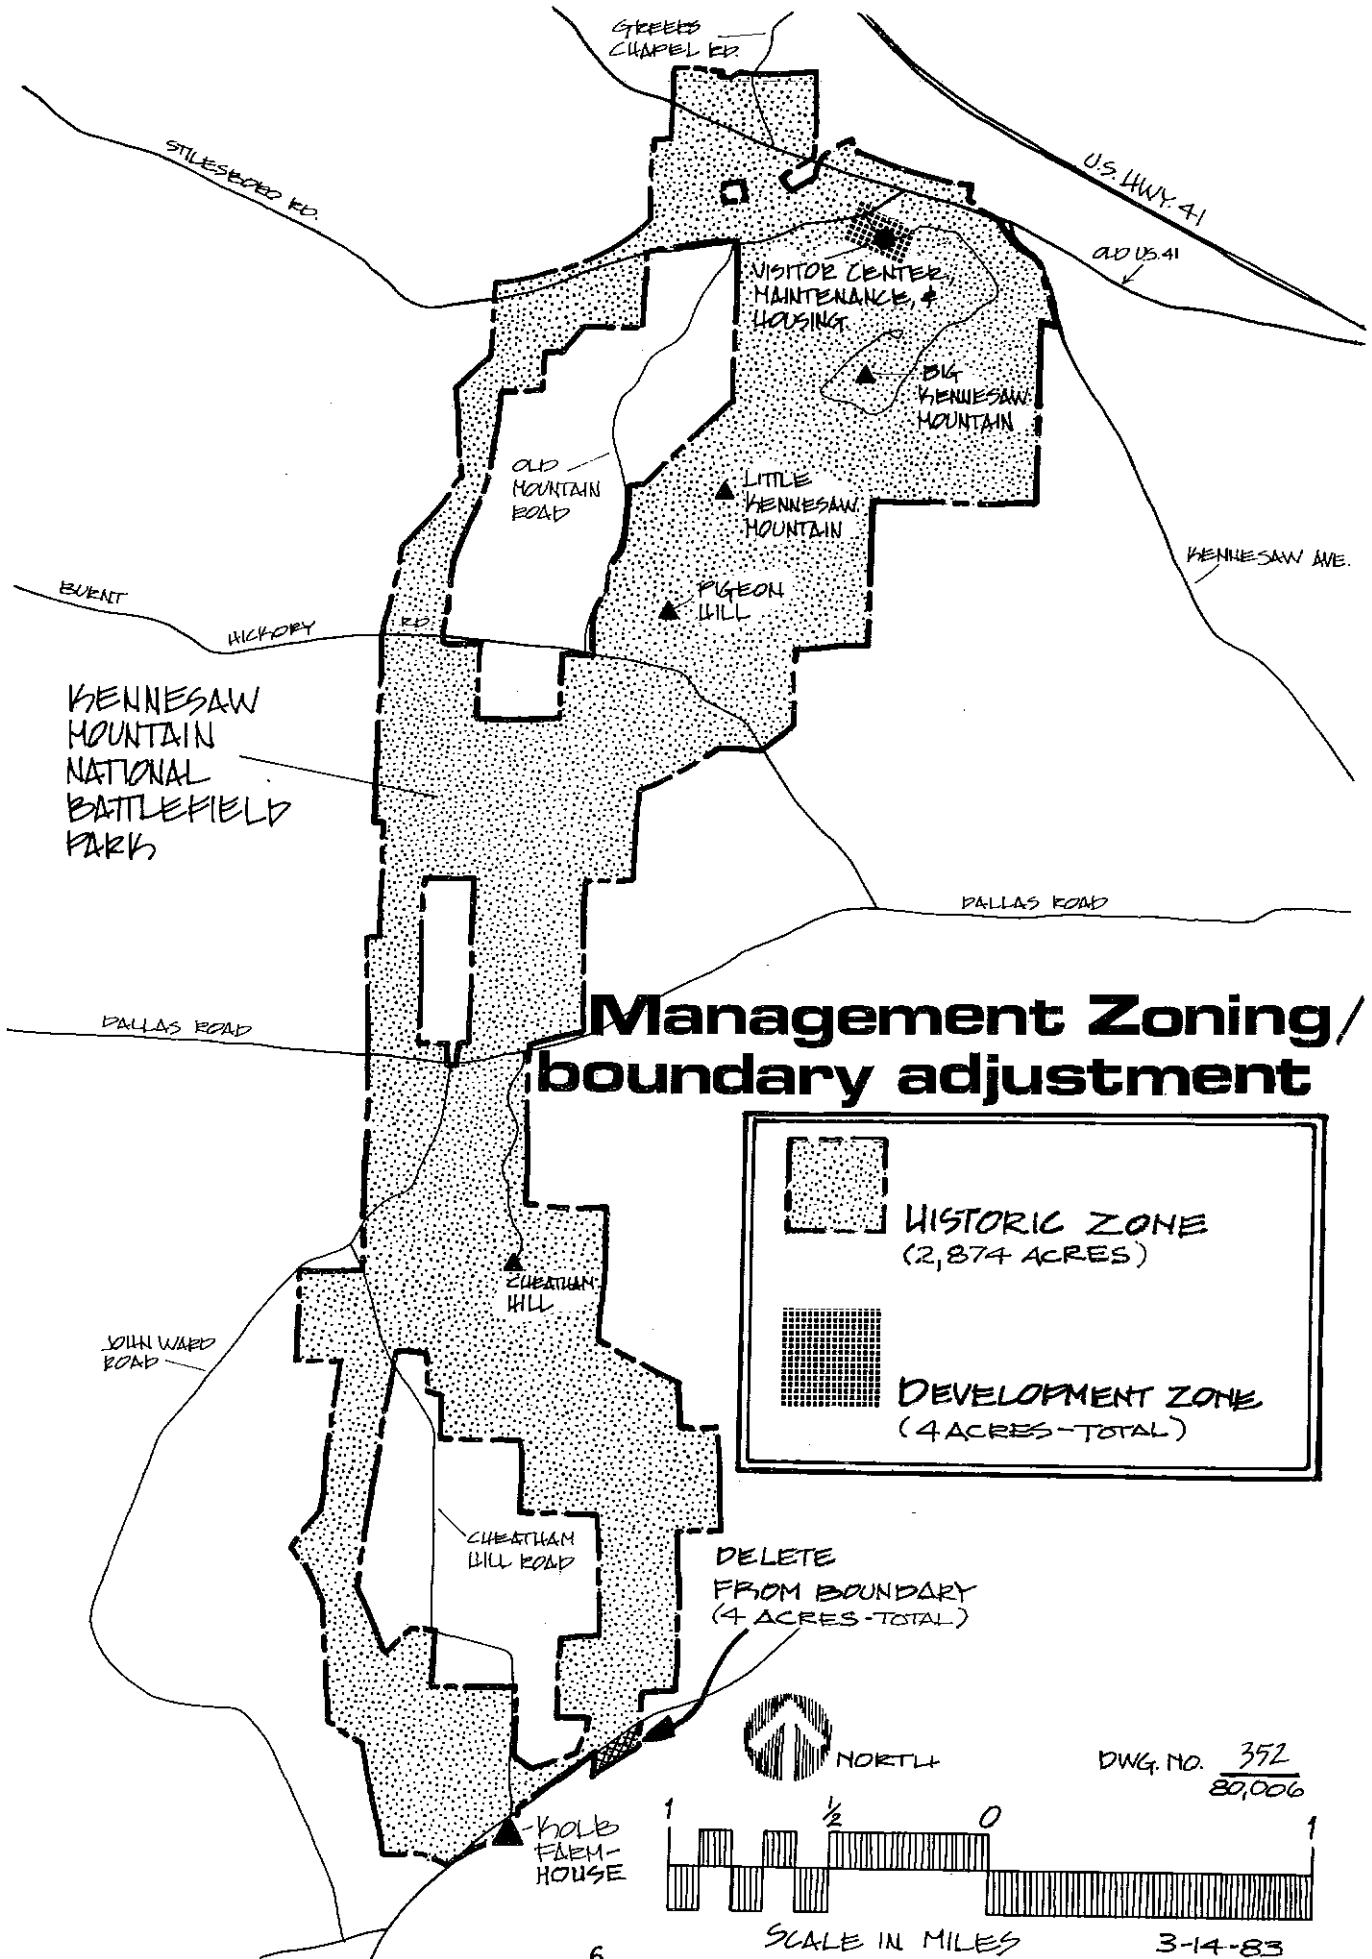 GREERS
CHAPEL RD.
STILESBORO RD.
U.S. HWY. 41
OLD US. 41
VISITOR CENTER,
MAINTENANCE, &
HOUSING
BIG
KENNESAW
MOUNTAIN
OLD
MOUNTAIN
ROAD
LITTLE
KENNESAW
MOUNTAIN
KENNESAW AVE.
PIGEON
HILL
BURNT
HICKORY
RD
KENNESAW
MOUNTAIN
NATIONAL
BATTLEFIELD
PARK
DALLAS ROAD
DALLAS ROAD
Management Zoning/
boundary adjustment
HISTORIC ZONE
(2,874 ACRES)
DEVELOPMENT ZONE
(4 ACRES-TOTAL)
CHEATHAM
HILL
JOHN WARD
ROAD
CHEATHAM
HILL ROAD
DELETE
FROM BOUNDARY
(4 ACRES-TOTAL)
NORTH
DWG. NO. 352
80,006
KOLB
FARM-
HOUSE
1 1/2 0 1
SCALE IN MILES
3-14-83
6